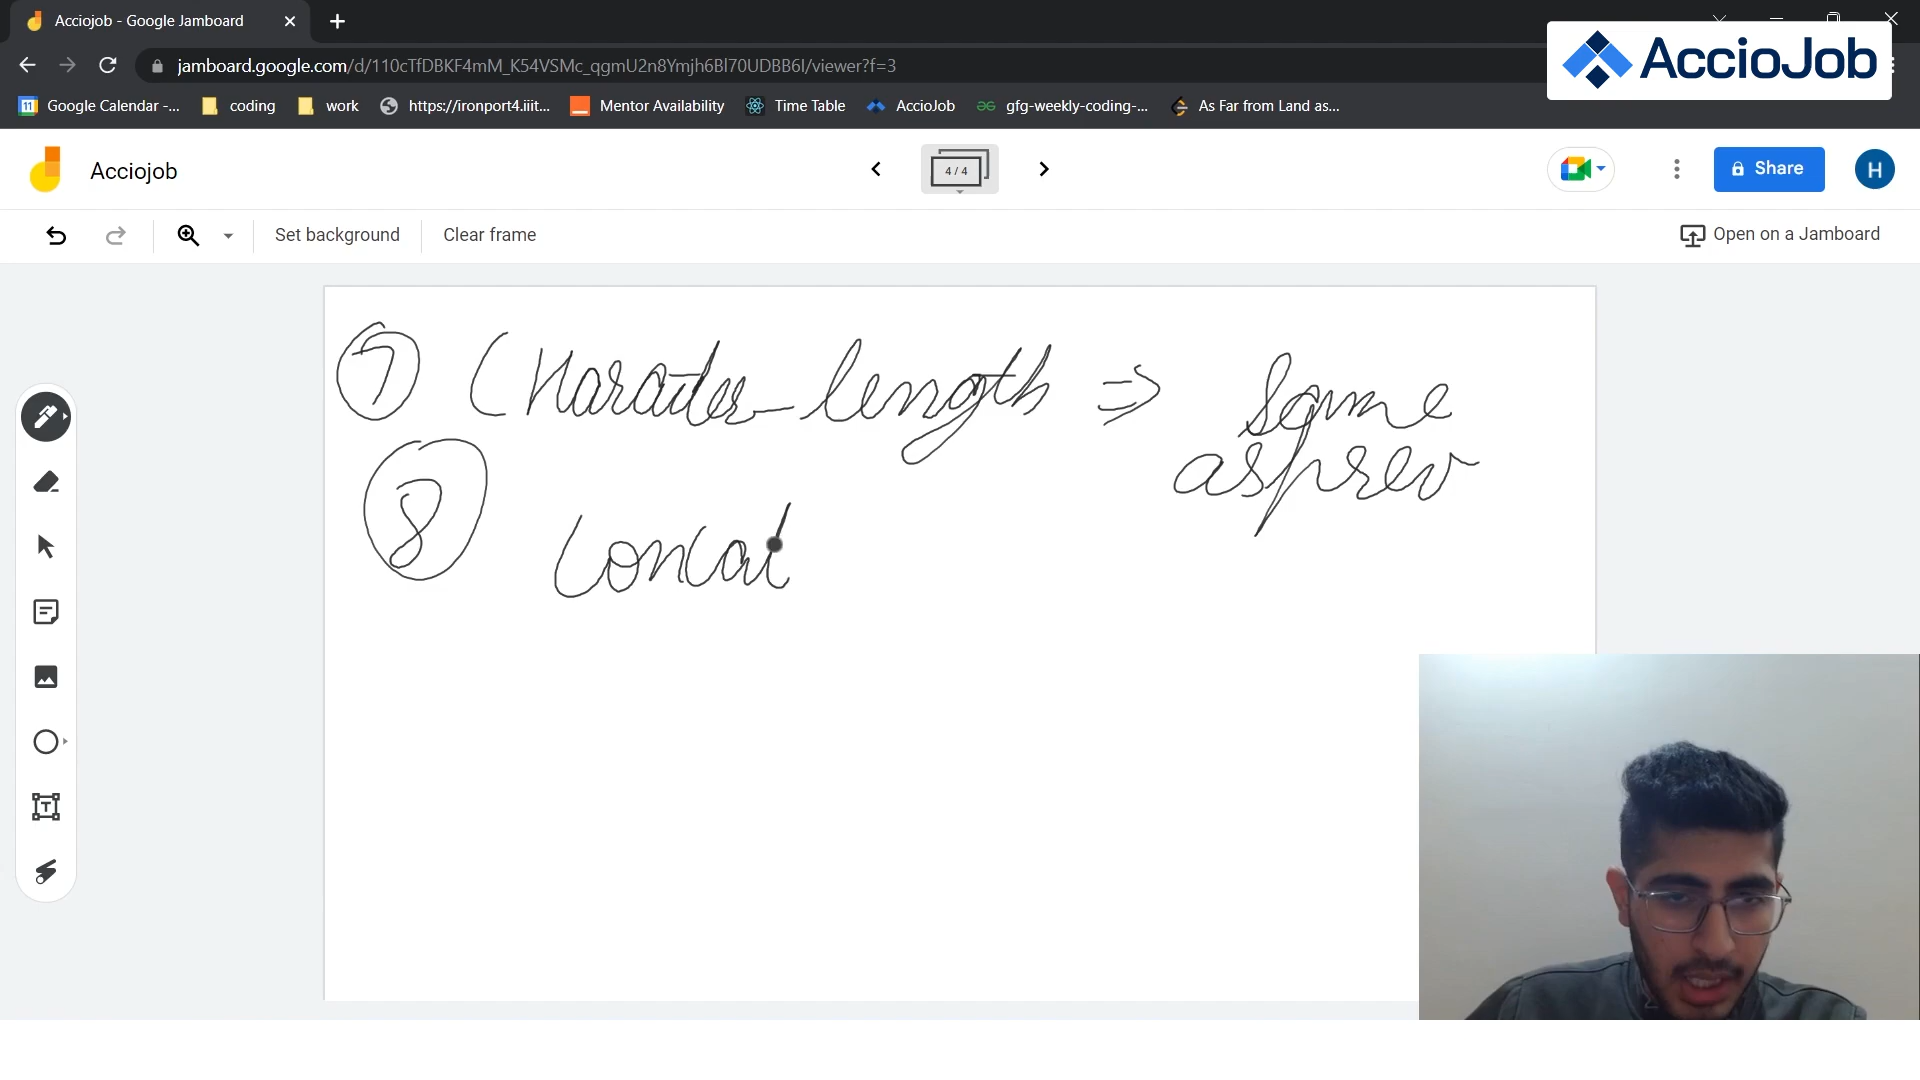 Acciojob - Google Jamboard
jamboard.google.com/d/110cTfDBKF4mM_K54VSMc_qgmU2n8Ymjh6Bl70UDBB6I/viewer?f=3
AccioJob
11 Google Calendar -... coding work https://ironport4.iiit... Mentor Availability Time Table AccioJob gfg-weekly-coding-... As Far from Land as...
Acciojob
4 / 4
Share
H
Set background
Clear frame
Open on a Jamboard
7 Character_length => Same
as prev
8 Concat
T